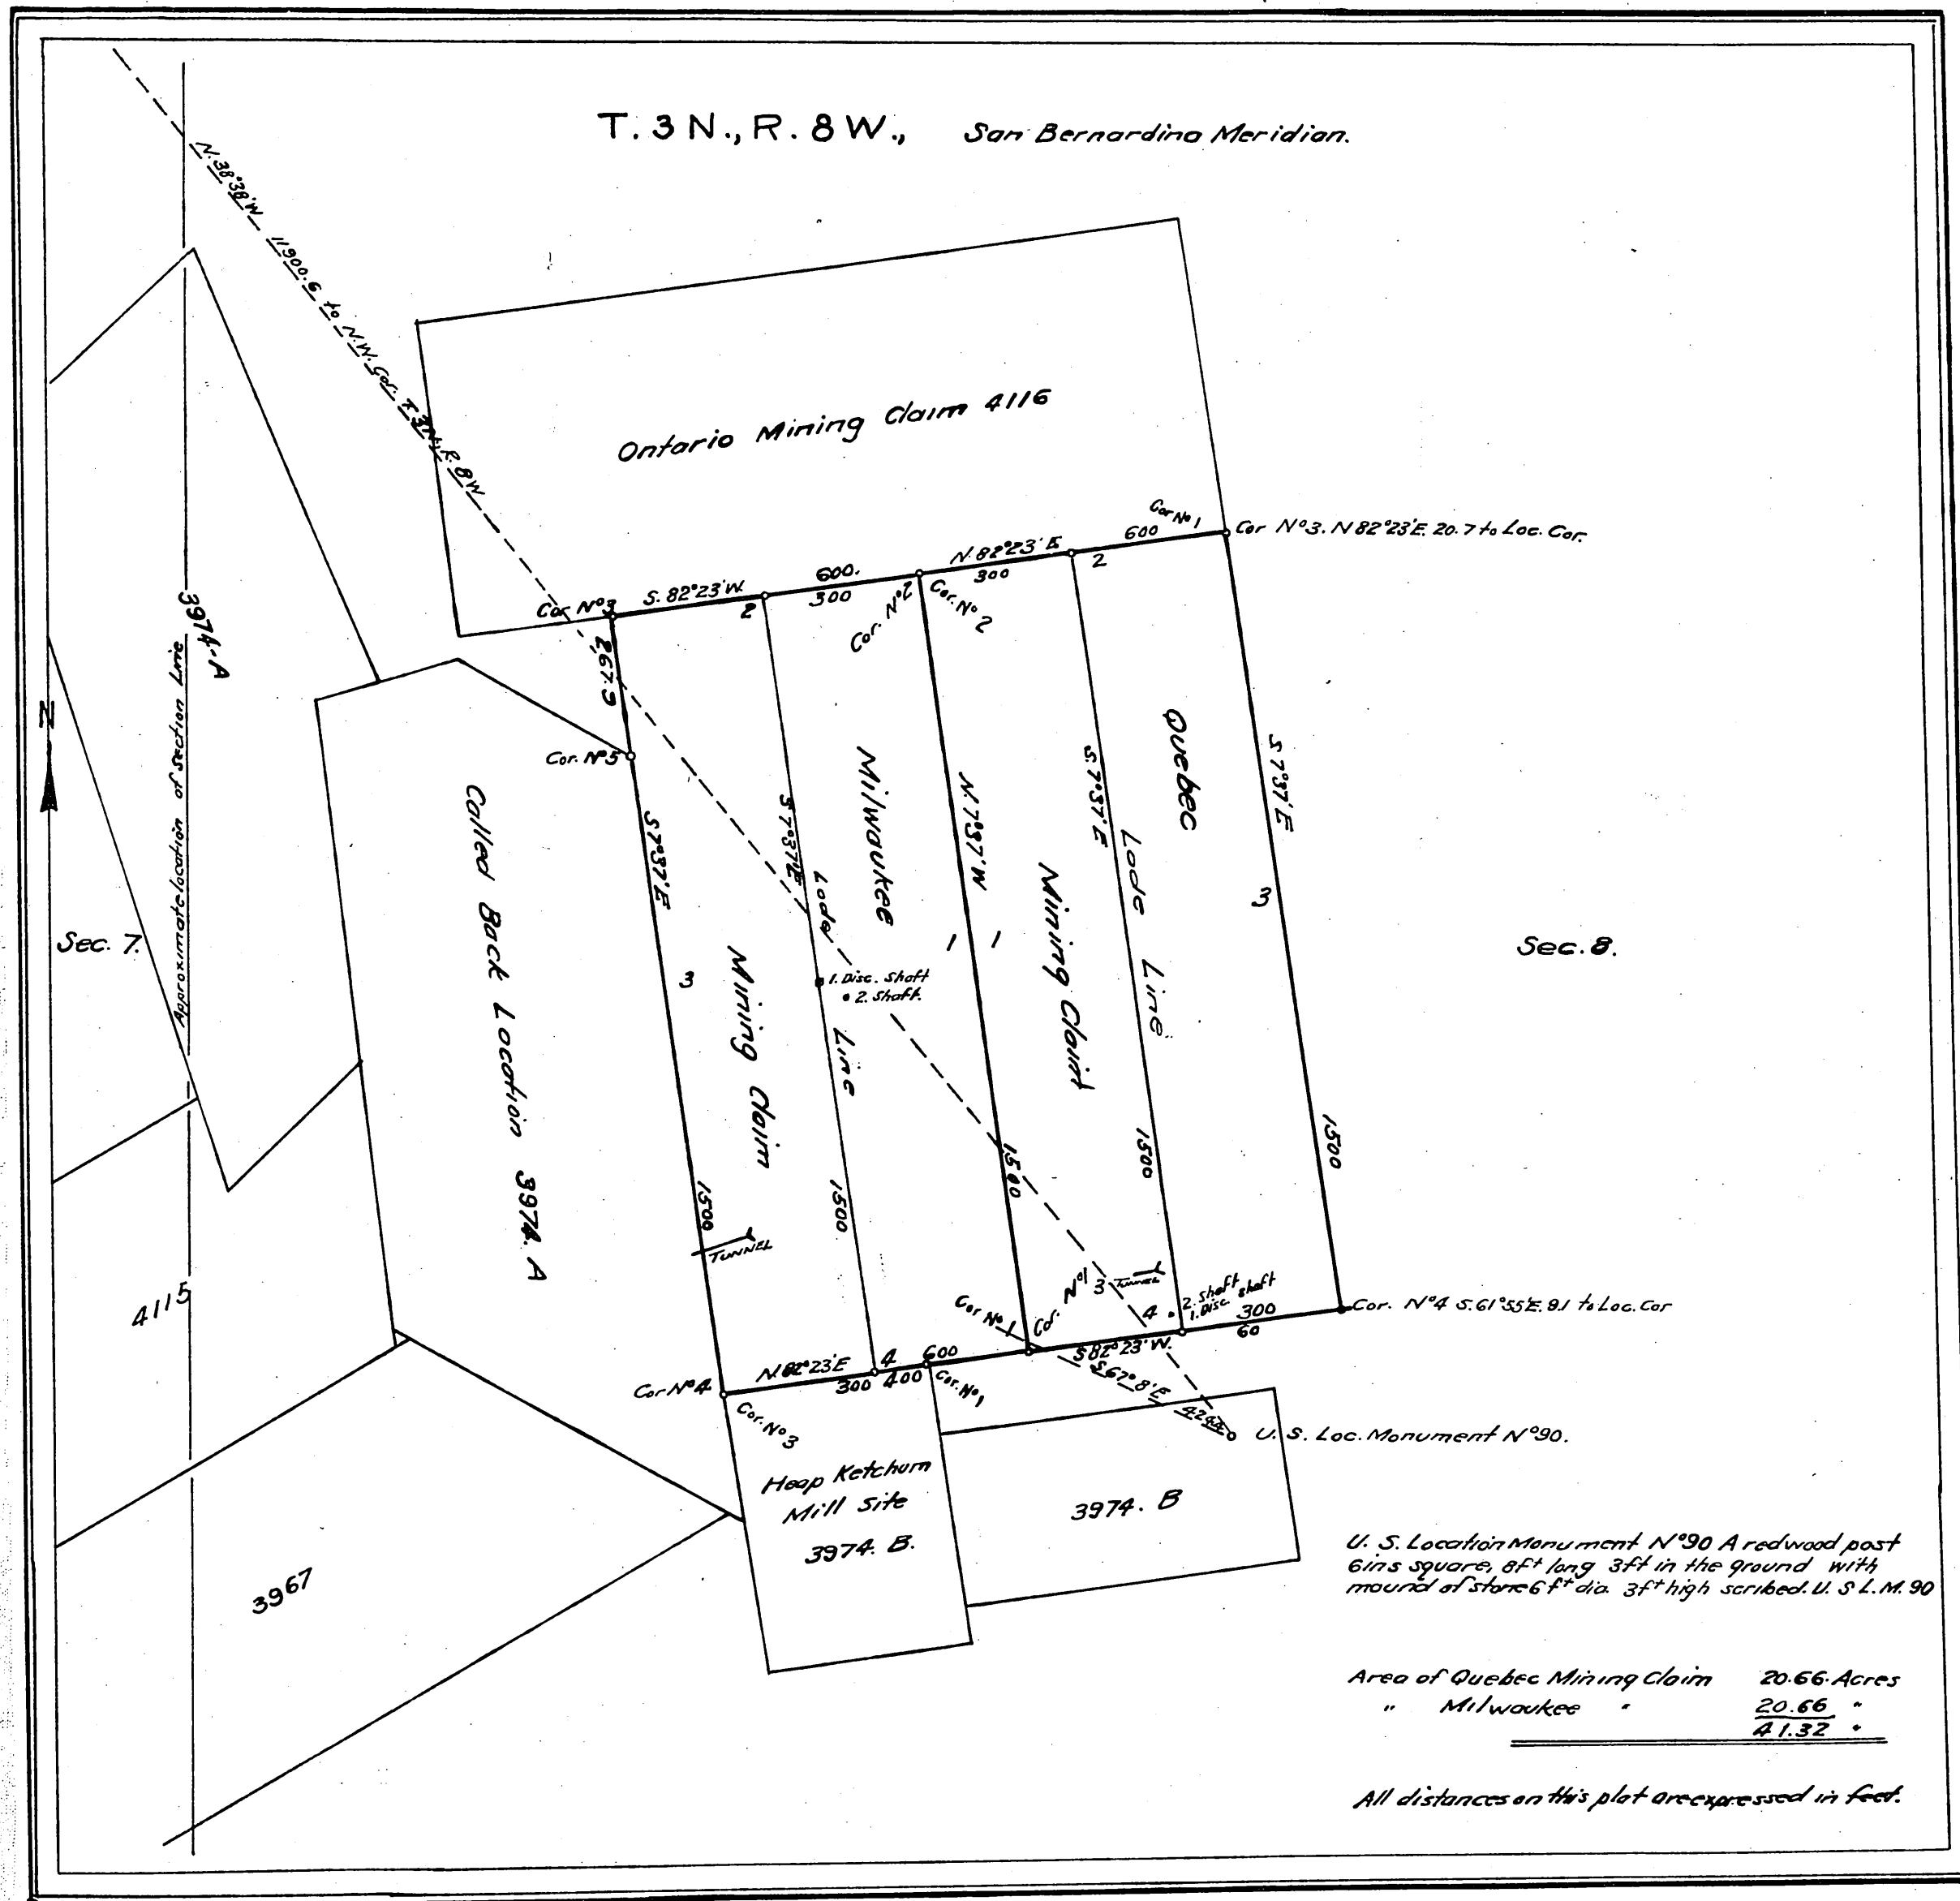 T. 3 N., R. 8 W., San Bernardino Meridian.
N. 38°38'W 11900.6 to N.W. Cor. T. 3 N., R. 8 W
Ontario Mining Claim 4116
Cor Nº 1
600
Cor Nº 3. N 82°23'E. 20.7 to Loc. Cor.
N. 82°23' E
300
2
600.
300
S. 82°23'W.
2
Cor. Nº 3
Cor. Nº 2
Cor. Nº 2
267.9
3974-A
Approximate location of Section Line
N
Cor. Nº 5
Called Back Location 3974. A
S 7°37' E
3
1500
Mining Claim
Milwaukee
S 7°37' E
Lode
Line
1500
1. Disc. Shaft
2. Shaft.
N. 7°37' W
1
1
1500
Mining Claim
Quebec
S. 7°37' E
Lode Line
1500
S 7°37' E
3
1500
Sec. 7.
Sec. 8.
TUNNEL
3 TUNNEL
4
2. Shaft
1. Disc. Shaft
300
60
Cor. Nº 4 S. 61°55'E. 9.1 to Loc. Cor
Cor Nº 1
Cor. Nº 1
S 82°23' W.
S 67°8' E
U. S. Loc. Monument Nº 90.
N. 82°23'E
4
600
300
400
Cor. Nº 1
Cor Nº 4
Cor. Nº 3
4115
3967
Heap Ketchum
Mill Site
3974. B.
3974. B
U. S. Location Monument Nº 90 A redwood post
6ins square, 8ft long 3ft in the ground with
mound of stone 6 ft dia. 3ft high scribed. U. S L. M. 90
Area of Quebec Mining Claim 20.66 Acres
" Milwaukee " 20.66 "
41.32 "
All distances on this plat are expressed in feet.